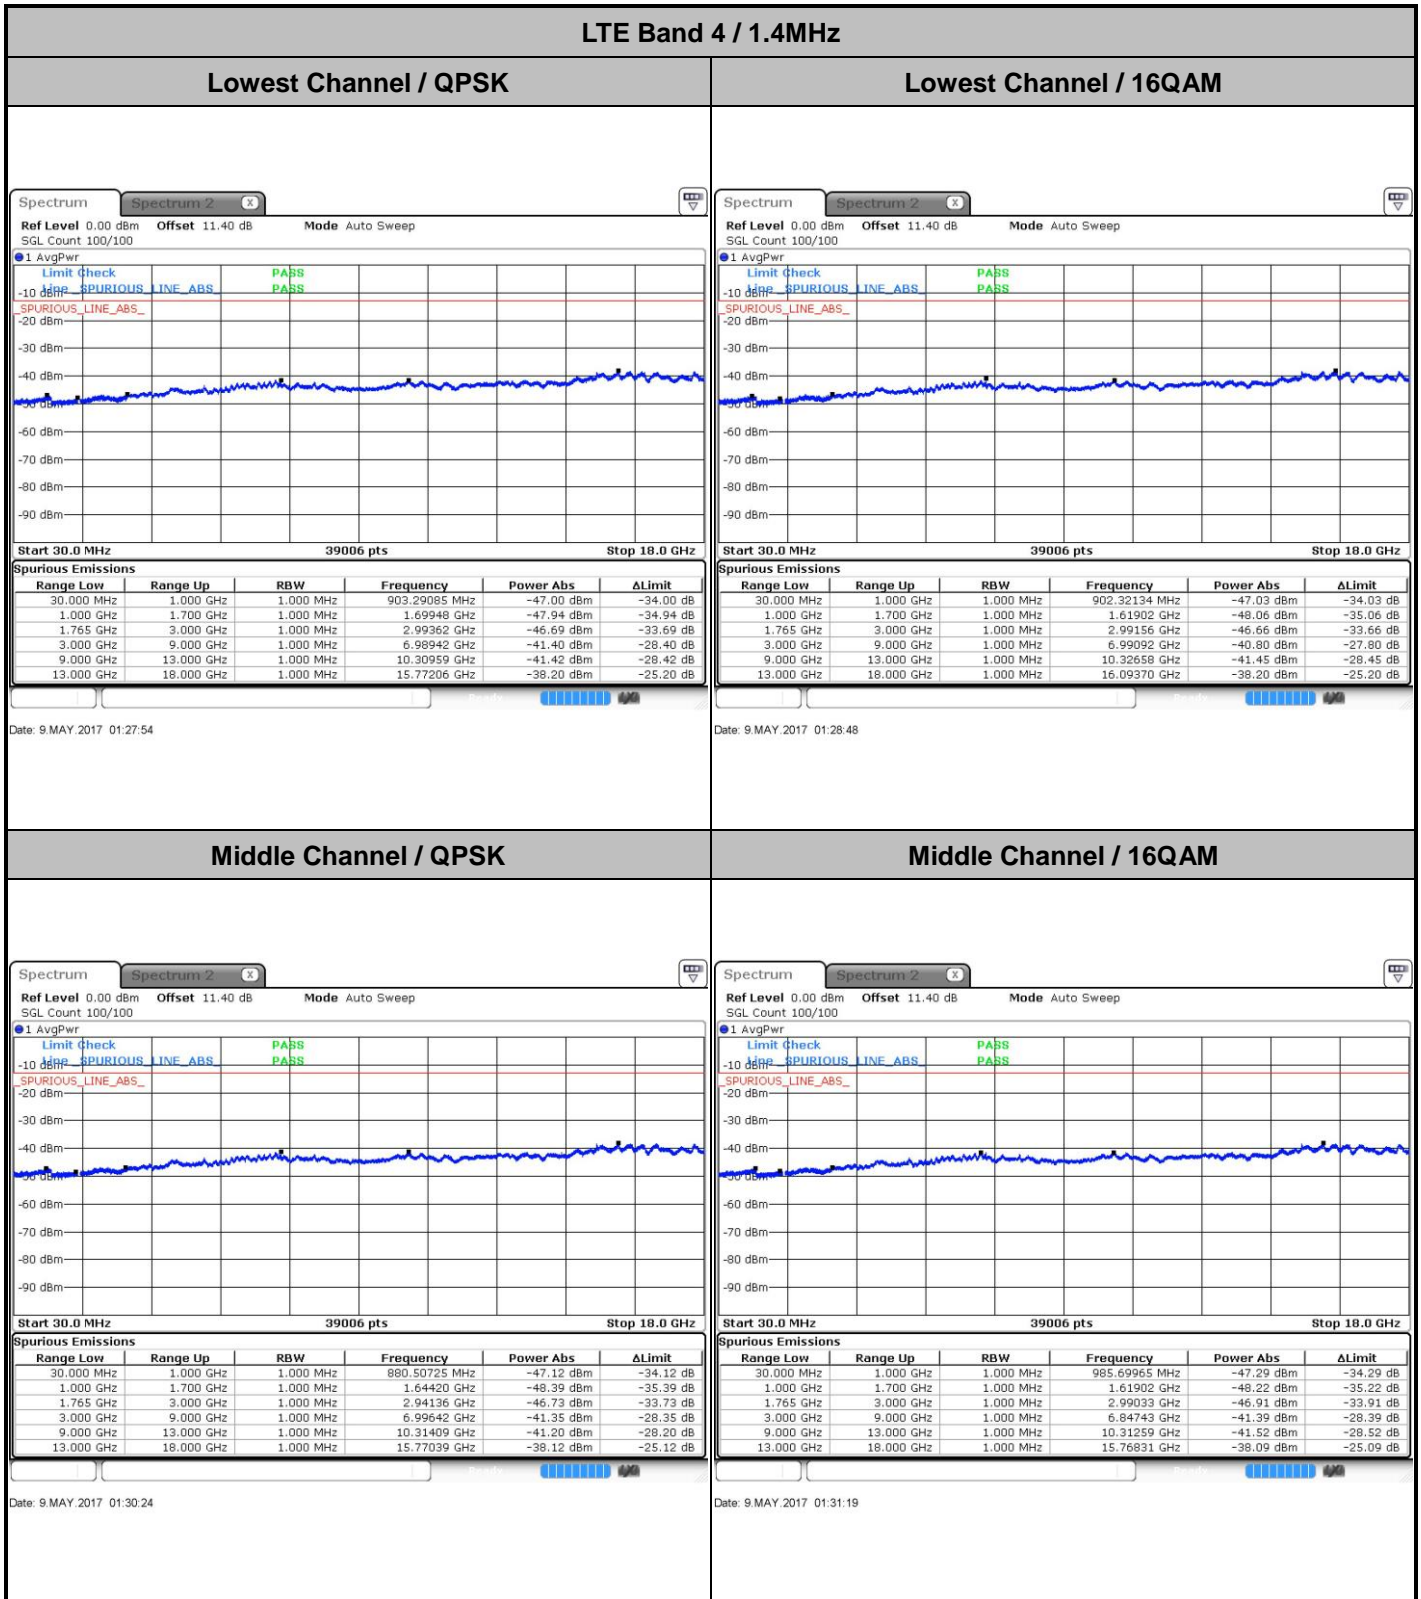 LTE Band 4 / 1.4MHz
Lowest Channel / QPSK
Lowest Channel / 16QAM
Spectrum Spectrum 2 X
Ref Level 0.00 dBm Offset 11.40 dB Mode Auto Sweep
SGL Count 100/100
1 AvgPwr
Limit Check PASS
Line _SPURIOUS_LINE_ABS_ PASS
-10 dBm
_SPURIOUS_LINE_ABS_
-20 dBm
-30 dBm
-40 dBm
-50 dBm
-60 dBm
-70 dBm
-80 dBm
-90 dBm
Start 30.0 MHz 39006 pts Stop 18.0 GHz
Spurious Emissions
Range Low Range Up RBW Frequency Power Abs ΔLimit
30.000 MHz 1.000 GHz 1.000 MHz 903.29085 MHz -47.00 dBm -34.00 dB
1.000 GHz 1.700 GHz 1.000 MHz 1.69948 GHz -47.94 dBm -34.94 dB
1.765 GHz 3.000 GHz 1.000 MHz 2.99362 GHz -46.69 dBm -33.69 dB
3.000 GHz 9.000 GHz 1.000 MHz 6.98942 GHz -41.40 dBm -28.40 dB
9.000 GHz 13.000 GHz 1.000 MHz 10.30959 GHz -41.42 dBm -28.42 dB
13.000 GHz 18.000 GHz 1.000 MHz 15.77206 GHz -38.20 dBm -25.20 dB
Date: 9.MAY.2017 01:27:54
Spectrum Spectrum 2 X
Ref Level 0.00 dBm Offset 11.40 dB Mode Auto Sweep
SGL Count 100/100
1 AvgPwr
Limit Check PASS
Line _SPURIOUS_LINE_ABS_ PASS
-10 dBm
_SPURIOUS_LINE_ABS_
-20 dBm
-30 dBm
-40 dBm
-50 dBm
-60 dBm
-70 dBm
-80 dBm
-90 dBm
Start 30.0 MHz 39006 pts Stop 18.0 GHz
Spurious Emissions
Range Low Range Up RBW Frequency Power Abs ΔLimit
30.000 MHz 1.000 GHz 1.000 MHz 902.32134 MHz -47.03 dBm -34.03 dB
1.000 GHz 1.700 GHz 1.000 MHz 1.61902 GHz -48.06 dBm -35.06 dB
1.765 GHz 3.000 GHz 1.000 MHz 2.99156 GHz -46.66 dBm -33.66 dB
3.000 GHz 9.000 GHz 1.000 MHz 6.99092 GHz -40.80 dBm -27.80 dB
9.000 GHz 13.000 GHz 1.000 MHz 10.32658 GHz -41.45 dBm -28.45 dB
13.000 GHz 18.000 GHz 1.000 MHz 16.09370 GHz -38.20 dBm -25.20 dB
Date: 9.MAY.2017 01:28:48
Middle Channel / QPSK
Middle Channel / 16QAM
Spectrum Spectrum 2 X
Ref Level 0.00 dBm Offset 11.40 dB Mode Auto Sweep
SGL Count 100/100
1 AvgPwr
Limit Check PASS
Line _SPURIOUS_LINE_ABS_ PASS
-10 dBm
_SPURIOUS_LINE_ABS_
-20 dBm
-30 dBm
-40 dBm
-50 dBm
-60 dBm
-70 dBm
-80 dBm
-90 dBm
Start 30.0 MHz 39006 pts Stop 18.0 GHz
Spurious Emissions
Range Low Range Up RBW Frequency Power Abs ΔLimit
30.000 MHz 1.000 GHz 1.000 MHz 880.50725 MHz -47.12 dBm -34.12 dB
1.000 GHz 1.700 GHz 1.000 MHz 1.64420 GHz -48.39 dBm -35.39 dB
1.765 GHz 3.000 GHz 1.000 MHz 2.94136 GHz -46.73 dBm -33.73 dB
3.000 GHz 9.000 GHz 1.000 MHz 6.99642 GHz -41.35 dBm -28.35 dB
9.000 GHz 13.000 GHz 1.000 MHz 10.31409 GHz -41.20 dBm -28.20 dB
13.000 GHz 18.000 GHz 1.000 MHz 15.77039 GHz -38.12 dBm -25.12 dB
Date: 9.MAY.2017 01:30:24
Spectrum Spectrum 2 X
Ref Level 0.00 dBm Offset 11.40 dB Mode Auto Sweep
SGL Count 100/100
1 AvgPwr
Limit Check PASS
Line _SPURIOUS_LINE_ABS_ PASS
-10 dBm
_SPURIOUS_LINE_ABS_
-20 dBm
-30 dBm
-40 dBm
-50 dBm
-60 dBm
-70 dBm
-80 dBm
-90 dBm
Start 30.0 MHz 39006 pts Stop 18.0 GHz
Spurious Emissions
Range Low Range Up RBW Frequency Power Abs ΔLimit
30.000 MHz 1.000 GHz 1.000 MHz 985.69965 MHz -47.29 dBm -34.29 dB
1.000 GHz 1.700 GHz 1.000 MHz 1.61902 GHz -48.22 dBm -35.22 dB
1.765 GHz 3.000 GHz 1.000 MHz 2.99033 GHz -46.91 dBm -33.91 dB
3.000 GHz 9.000 GHz 1.000 MHz 6.84743 GHz -41.39 dBm -28.39 dB
9.000 GHz 13.000 GHz 1.000 MHz 10.31259 GHz -41.52 dBm -28.52 dB
13.000 GHz 18.000 GHz 1.000 MHz 15.76831 GHz -38.09 dBm -25.09 dB
Date: 9.MAY.2017 01:31:19